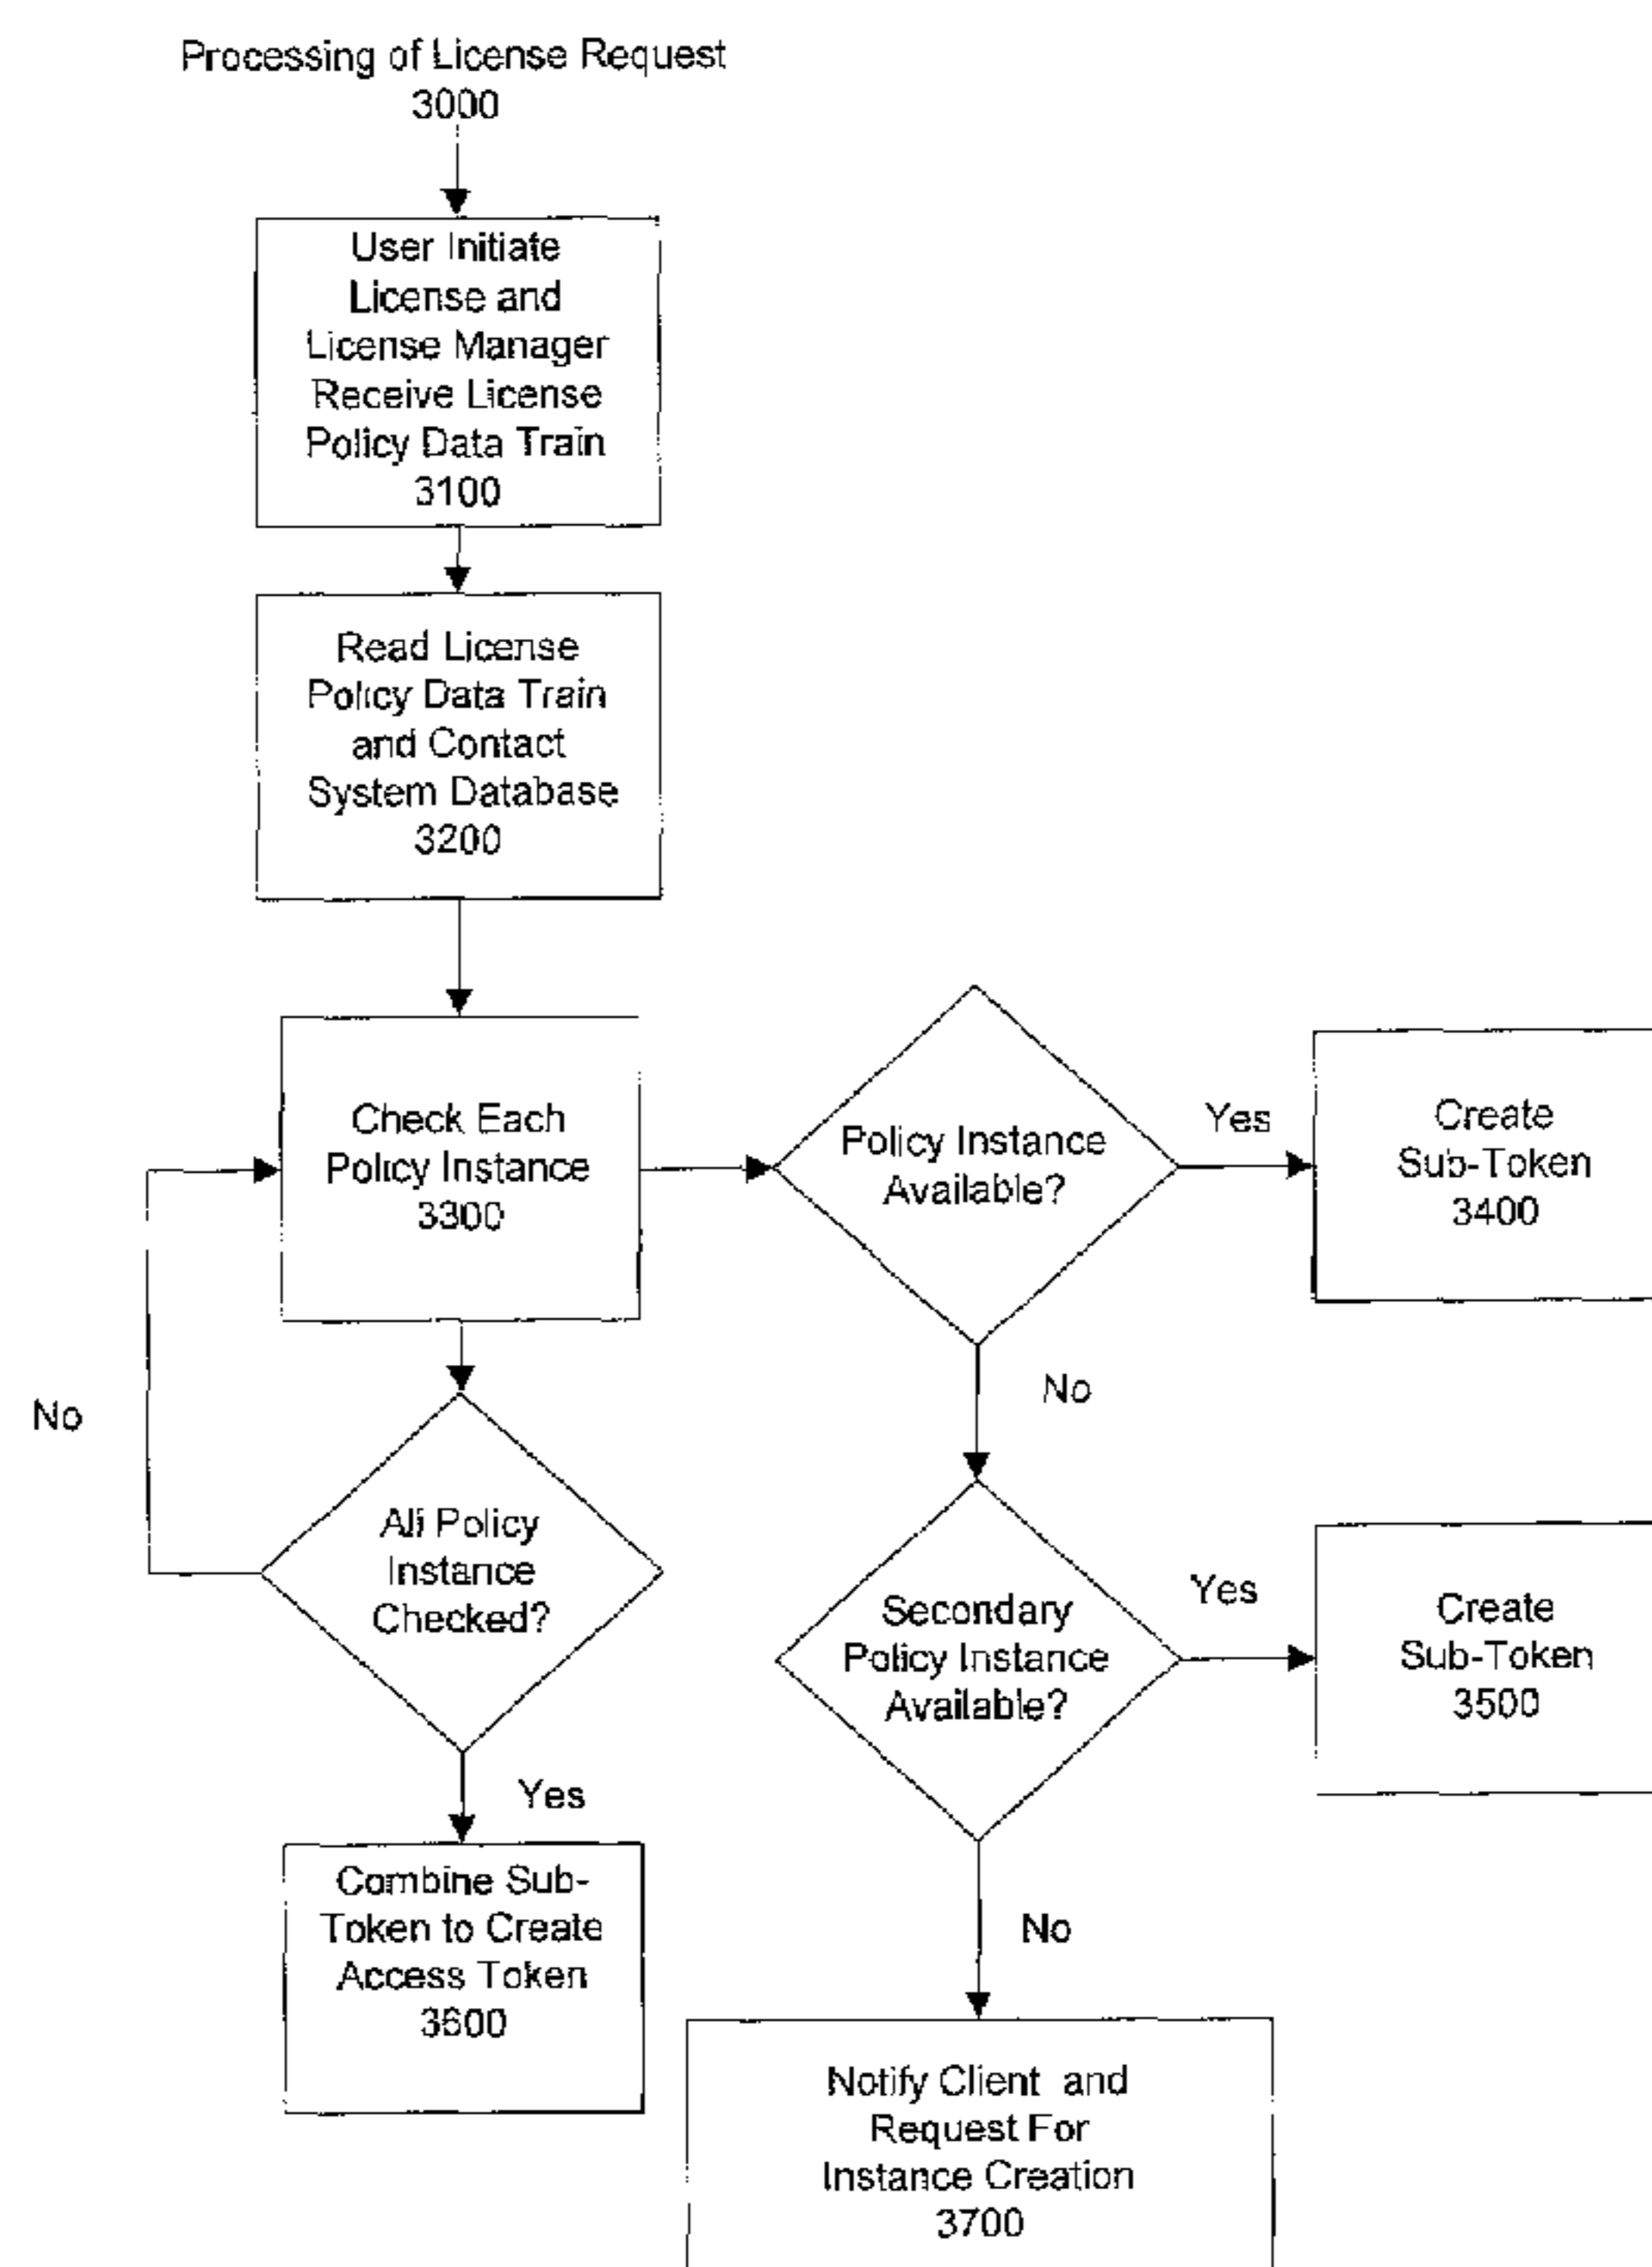 Processing of License Request
3000
User Initiate
License and
License Manager
Receive License
Policy Data Train
3100
Read License
Policy Data Train
and Contact
System Database
3200
Check Each
Policy Instance
3300
Policy Instance
Available?
Yes
Create
Sub-Token
3400
No
No
All Policy
Instance
Checked?
Secondary
Policy Instance
Available?
Yes
Create
Sub-Token
3500
Yes
Combine Sub-
Token to Create
Access Token
3600
No
Notify Client and
Request For
Instance Creation
3700